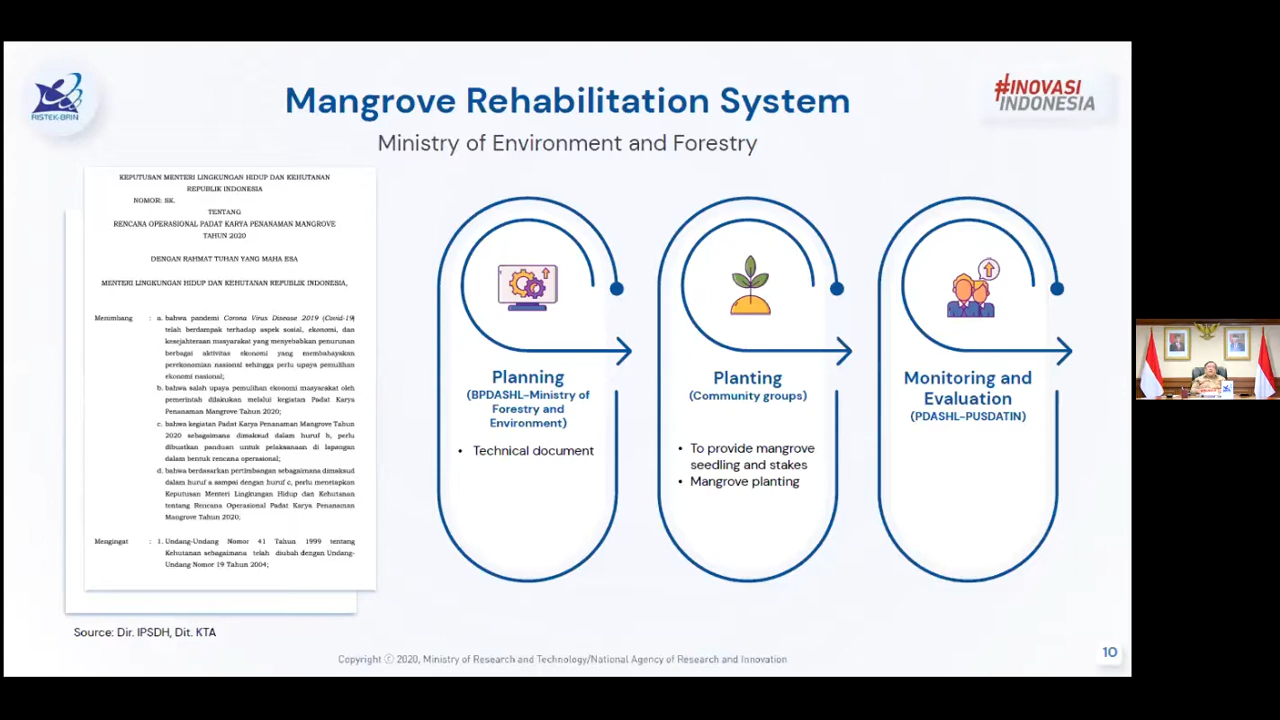 RISTEK-BRIN
Mangrove Rehabilitation System
#INOVASI
INDONESIA
Ministry of Environment and Forestry
KEPUTUSAN MENTERI LINGKUNGAN HIDUP DAN KEHUTANAN
REPUBLIK INDONESIA
NOMOR: SK.
TENTANG
RENCANA OPERASIONAL PADAT KARYA PENANAMAN MANGROVE
TAHUN 2020
DENGAN RAHMAT TUHAN YANG MAHA ESA
MENTERI LINGKUNGAN HIDUP DAN KEHUTANAN REPUBLIK INDONESIA,
Menimbang : a. bahwa pandemi Corona Virus Disease 2019 (Covid-19)
telah berdampak terhadap aspek sosial, ekonomi, dan
kesejahteraan masyarakat yang menyebabkan penurunan
berbagai aktivitas ekonomi yang membahayakan
perekonomian nasional sehingga perlu upaya pemulihan
ekonomi nasional;
b. bahwa salah upaya pemulihan ekonomi masyarakat oleh
pemerintah dilakukan melalui kegiatan Padat Karya
Penanaman Mangrove Tahun 2020;
c. bahwa kegiatan Padat Karya Penanaman Mangrove Tahun
2020 sebagaimana dimaksud dalam huruf b, perlu
dibuatkan panduan untuk pelaksanaan di lapangan
dalam bentuk rencana operasional;
d. bahwa berdasarkan pertimbangan sebagaimana dimaksud
dalam huruf a sampai dengan huruf c, perlu menetapkan
Keputusan Menteri Lingkungan Hidup dan Kehutanan
tentang Rencana Operasional Padat Karya Penanaman
Mangrove Tahun 2020;
Mengingat : 1. Undang-Undang Nomor 41 Tahun 1999 tentang
Kehutanan sebagaimana telah diubah dengan Undang-
Undang Nomor 19 Tahun 2004;
Source: Dir. IPSDH, Dit. KTA
Planning
(BPDASHL-Ministry of
Forestry and
Environment)
• Technical document
Planting
(Community groups)
• To provide mangrove
seedling and stakes
• Mangrove planting
Monitoring and
Evaluation
(PDASHL-PUSDATIN)
Copyright ⓒ 2020, Ministry of Research and Technology/National Agency of Research and Innovation
10